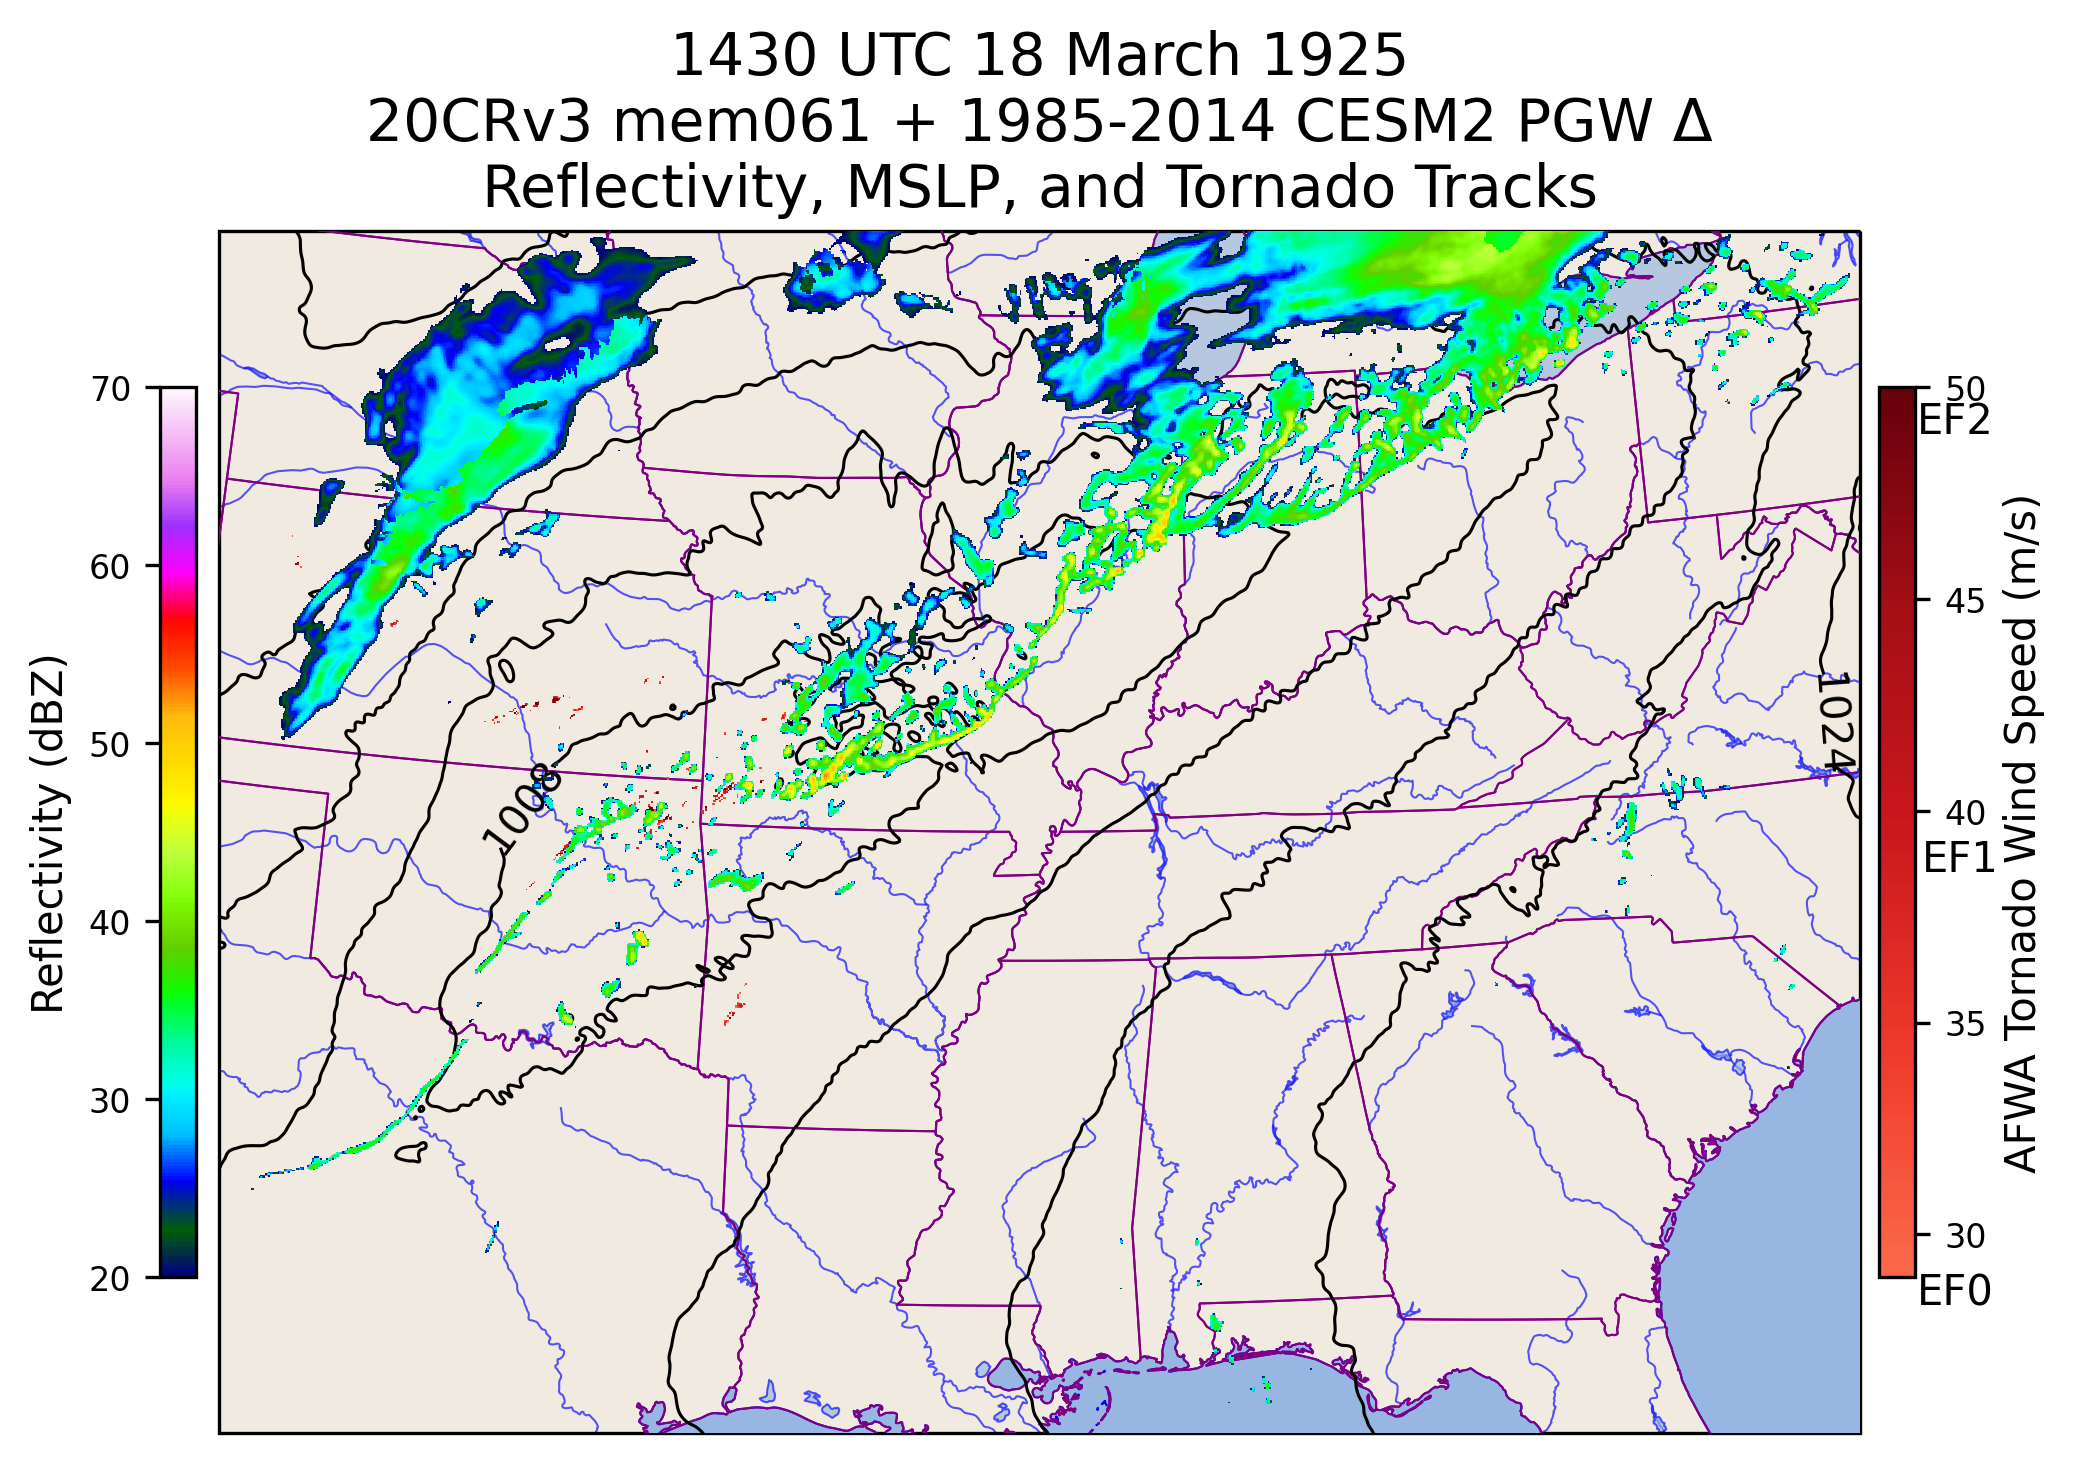 1430 UTC 18 March 1925
20CRv3 mem061 + 1985-2014 CESM2 PGW Δ
Reflectivity, MSLP, and Tornado Tracks
70
60
50
40
30
20
Reflectivity (dBZ)
1008
1024
50
EF2
45
40
EF1
35
30
EF0
AFWA Tornado Wind Speed (m/s)